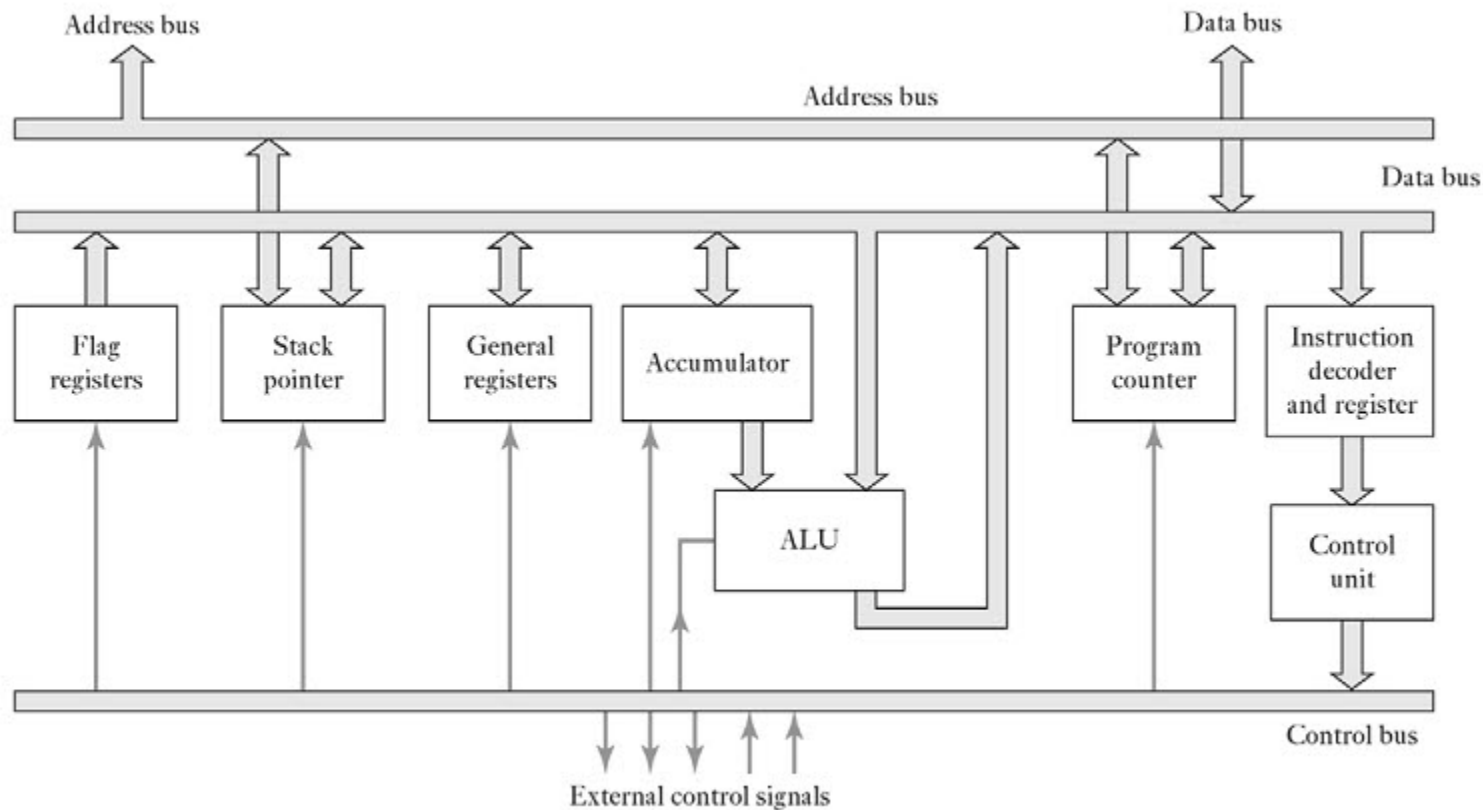 Address bus
Data bus
Address bus
Data bus
Flag
registers
Stack
pointer
General
registers
Accumulator
Program
counter
Instruction
decoder
and register
ALU
Control
unit
Control bus
External control signals